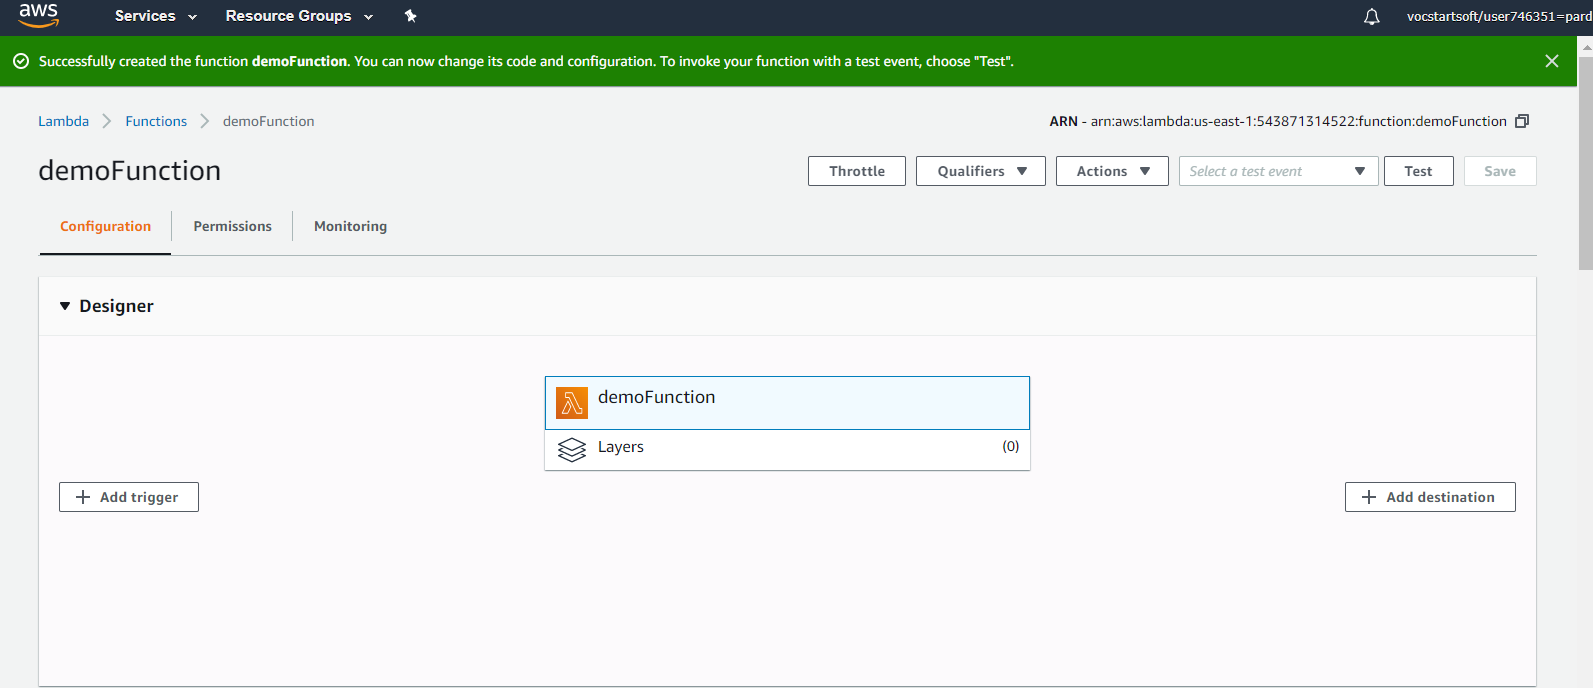 aws Services Resource Groups vocstartsoft/user746351=pard
Successfully created the function demoFunction. You can now change its code and configuration. To invoke your function with a test event, choose "Test".
Lambda Functions demoFunction ARN - arn:aws:lambda:us-east-1:543871314522:function:demoFunction
demoFunction Throttle Qualifiers Actions Select a test event Test Save
Configuration Permissions Monitoring
Designer
demoFunction
Layers (0)
Add trigger Add destination